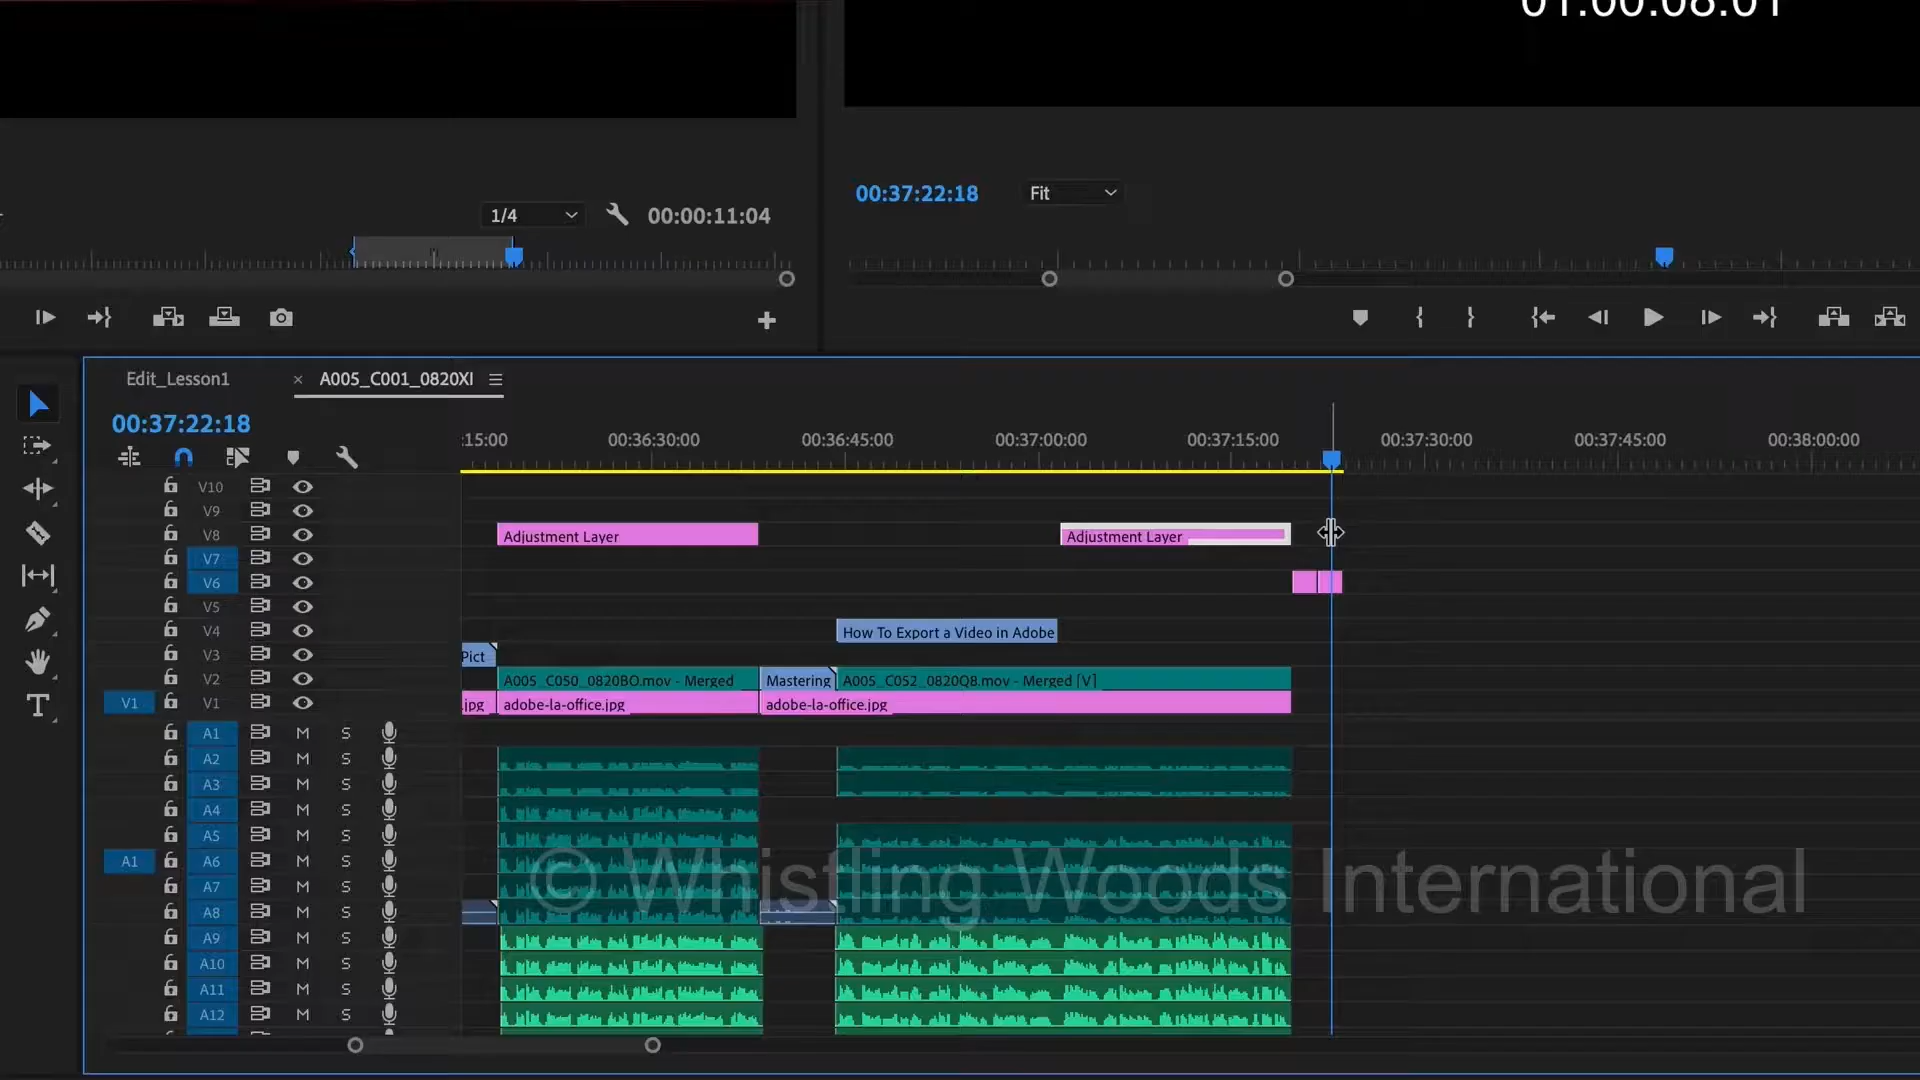 01:00:08:01
00:37:22:18
Fit
1/4
00:00:11:04
Edit_Lesson1
× A005_C001_0820XI
00:37:22:18
:15:00
00:36:30:00
00:36:45:00
00:37:00:00
00:37:15:00
00:37:30:00
00:37:45:00
00:38:00:00
V10
V9
V8
Adjustment Layer
Adjustment Layer
V7
V6
V5
V4
How To Export a Video in Adobe
V3
Pict
V2
A005_C050_0820BO.mov - Merged
Mastering
A005_C052_0820Q8.mov - Merged [V]
V1
V1
.jpg
adobe-la-office.jpg
adobe-la-office.jpg
A1 M S
A2 M S
A3 M S
A4 M S
A5 M S
A1
A6 M S
A7 M S
A8 M S
A9 M S
A10 M S
A11 M S
A12 M S
© Whistling Woods International